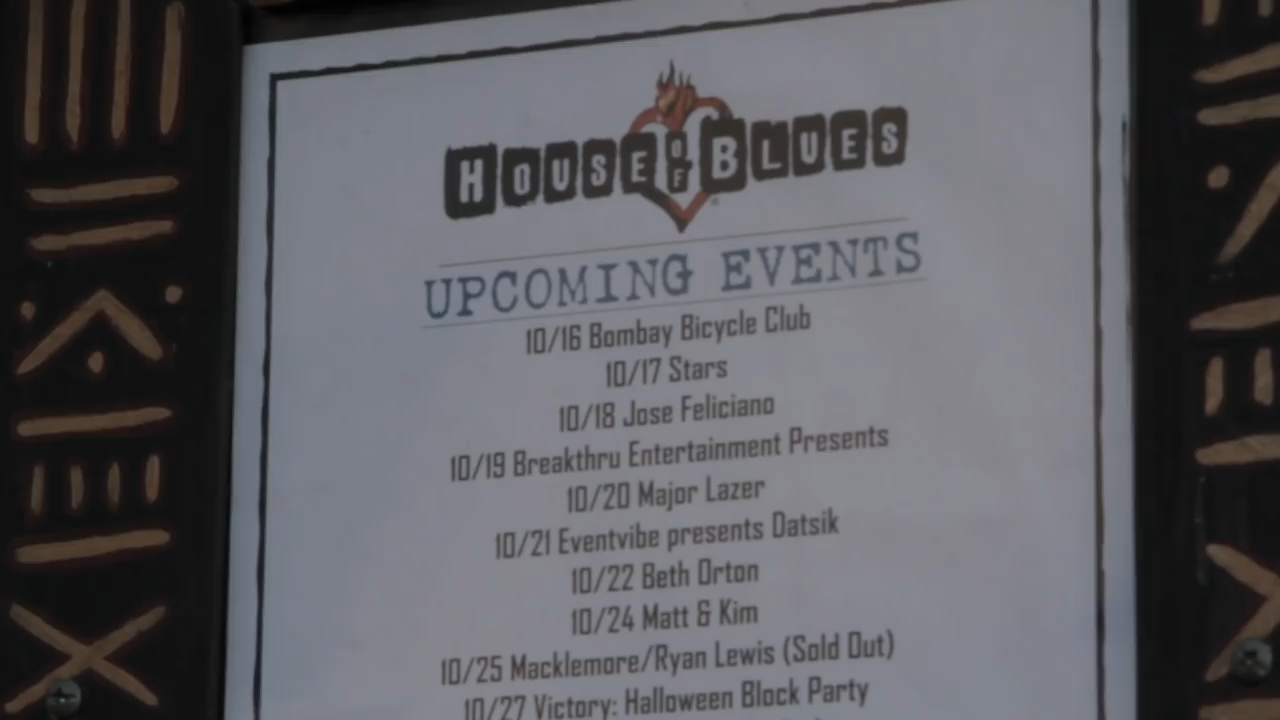 HOUSE OF BLUES
UPCOMING EVENTS
10/16 Bombay Bicycle Club
10/17 Stars
10/18 Jose Feliciano
10/19 Breakthru Entertainment Presents
10/20 Major Lazer
10/21 Eventvibe presents Datsik
10/22 Beth Orton
10/24 Matt & Kim
10/25 Macklemore/Ryan Lewis (Sold Out)
10/27 Victory: Halloween Block Party